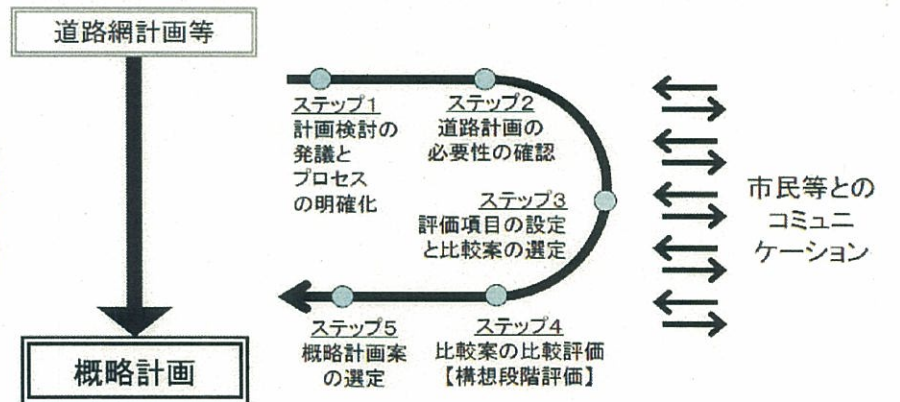 道路網計画等
ステップ1
計画検討の
発議と
プロセス
の明確化
ステップ2
道路計画の
必要性の確認
ステップ3
評価項目の設定
と比較案の選定
ステップ4
比較案の比較評価
【構想段階評価】
ステップ5
概略計画案
の選定
概略計画
市民等との
コミュニ
ケーション